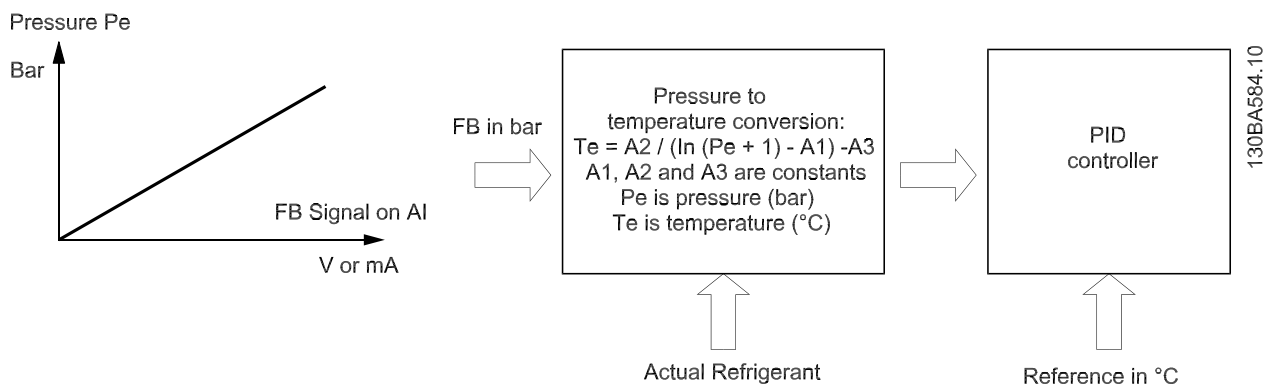 Pressure Pe
Bar
FB Signal on AI
V or mA
FB in bar
Pressure to
temperature conversion:
Te = A2 / (In (Pe + 1) - A1) -A3
A1, A2 and A3 are constants
Pe is pressure (bar)
Te is temperature (°C)
Actual Refrigerant
PID
controller
Reference in °C
130BA584.10